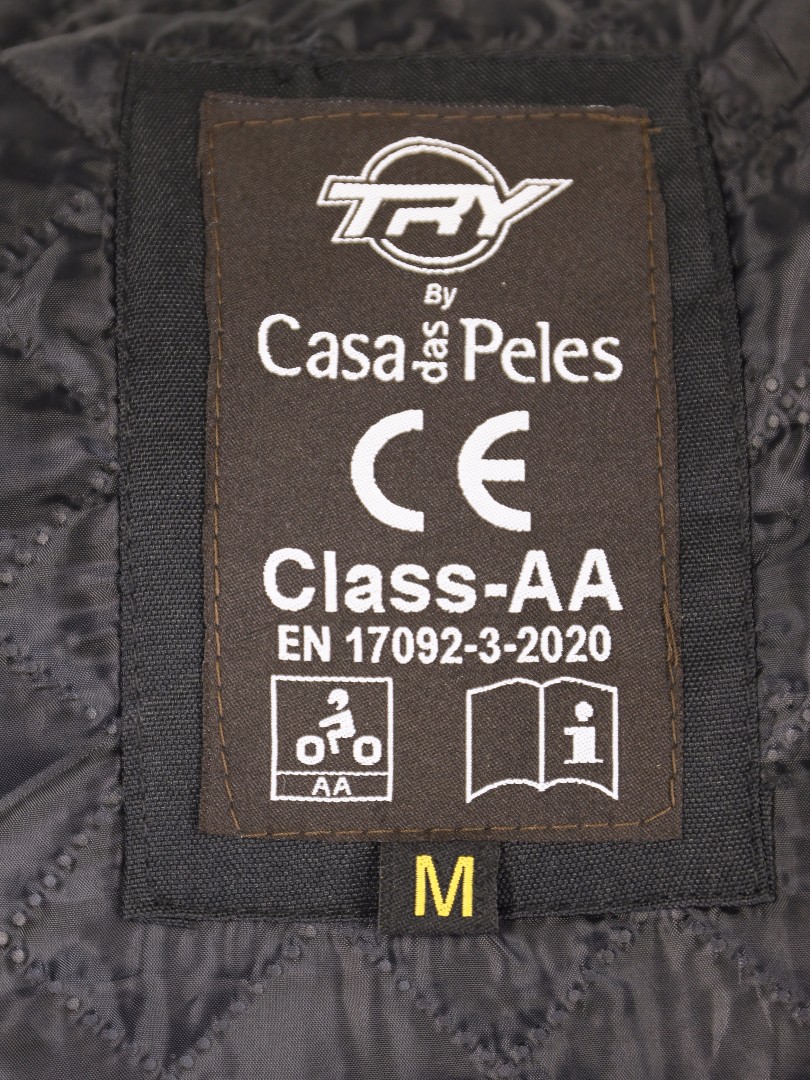 TRY
By
Casa das Peles
CE
Class-AA
EN 17092-3-2020
AA
i
M